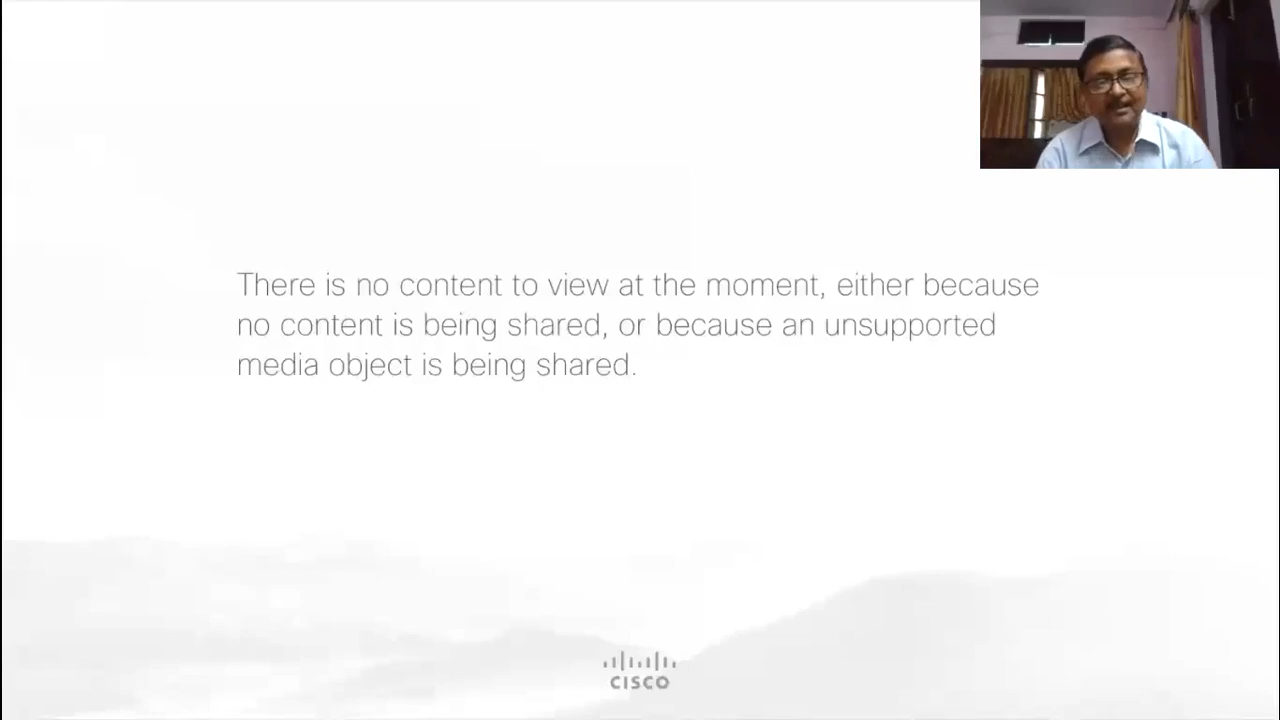 There is no content to view at the moment, either because
no content is being shared, or because an unsupported
media object is being shared.
CISCO